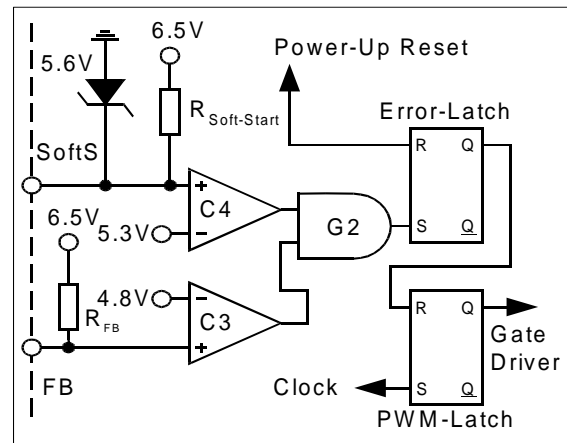 6.5V
Power-Up Reset
5.6V
R Soft-Start
Error-Latch
SoftS
R Q
C4
6.5V
G2
5.3V
S Q
4.8V
R Q
R FB
C3
Gate
Driver
FB
Clock
S Q
PWM-Latch